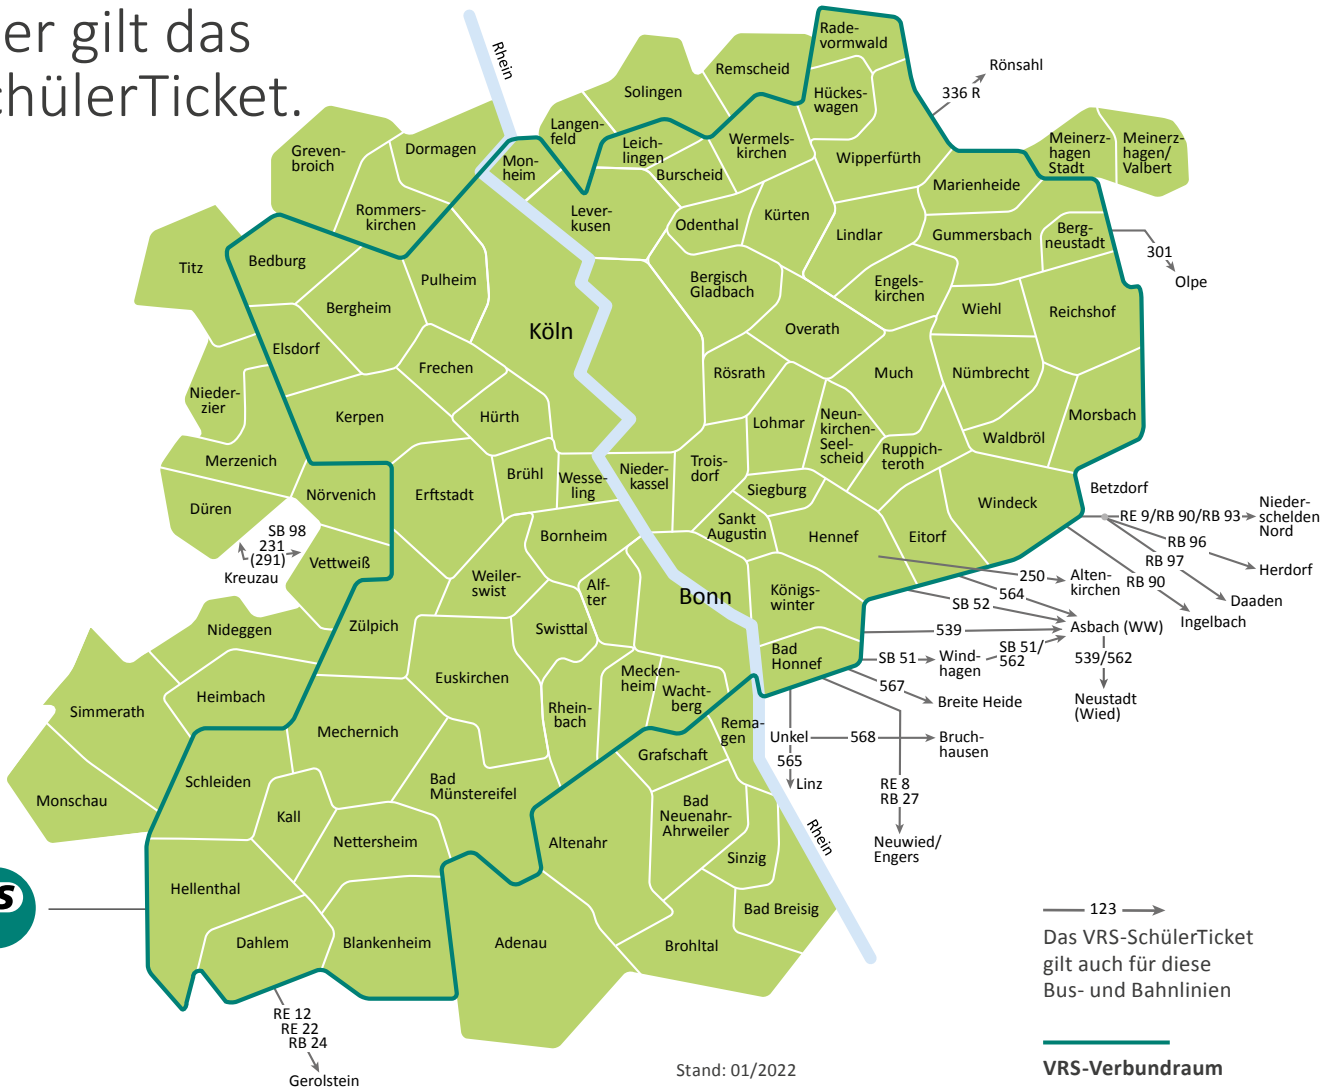 er gilt das
chülerTicket.
Rhein
Rade-
vormwald
Rönsahl
336 R
Remscheid
Solingen
Hückes-
wagen
Langen-
feld
Leich-
lingen
Wermels-
kirchen
Wipperfürth
Meinerz-
hagen
Stadt
Meinerz-
hagen/
Valbert
Greven-
broich
Dormagen
Mon-
heim
Burscheid
Marienheide
Rommers-
kirchen
Lever-
kusen
Odenthal
Kürten
Lindlar
Gummersbach
Berg-
neustadt
301
Olpe
Titz
Bedburg
Pulheim
Bergheim
Bergisch
Gladbach
Engels-
kirchen
Wiehl
Reichshof
Köln
Overath
Elsdorf
Frechen
Rösrath
Much
Nümbrecht
Nieder-
zier
Kerpen
Hürth
Lohmar
Neun-
kirchen-
Seel-
scheid
Morsbach
Waldbröl
Ruppich-
teroth
Merzenich
Nörvenich
Erftstadt
Brühl
Wesse-
ling
Nieder-
kassel
Trois-
dorf
Siegburg
Windeck
Betzdorf
RE 9/RB 90/RB 93
Nieder-
schelden
Nord
Düren
SB 98
231
(291)
Kreuzau
Vettweiß
Bornheim
Sankt
Augustin
Hennef
Eitorf
RB 96
Herdorf
RB 97
Daaden
RB 90
Ingelbach
250
Alten-
kirchen
564
SB 52
Asbach (WW)
Weiler-
swist
Alf-
ter
Bonn
Königs-
winter
Nideggen
Zülpich
Swisttal
539
SB 51/
562
539/562
Neustadt
(Wied)
Bad
Honnef
SB 51
Wind-
hagen
567
Breite Heide
Heimbach
Euskirchen
Mecken-
heim
Wacht-
berg
Simmerath
Rhein-
bach
Rema-
gen
Unkel
568
Bruch-
hausen
565
Linz
Mechernich
Grafschaft
RE 8
RB 27
Neuwied/
Engers
Schleiden
Monschau
Kall
Bad
Münstereifel
Bad
Neuenahr-
Ahrweiler
Rhein
Nettersheim
Altenahr
Sinzig
Hellenthal
s
Bad Breisig
Dahlem
Blankenheim
Adenau
Brohltal
123
Das VRS-SchülerTicket
gilt auch für diese
Bus- und Bahnlinien
RE 12
RE 22
RB 24
Gerolstein
Stand: 01/2022
VRS-Verbundraum